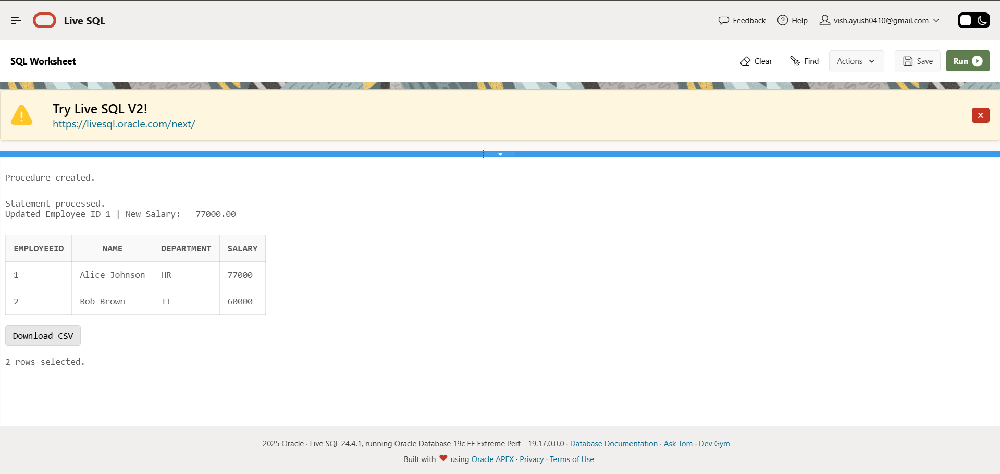 Live SQL Feedback Help vish.ayush0410@gmail.com
SQL Worksheet Clear Find Actions Save Run
Try Live SQL V2!
https://livesql.oracle.com/next/
Procedure created.
Statement processed.
Updated Employee ID 1 | New Salary:   77000.00
EMPLOYEEID NAME DEPARTMENT SALARY
1 Alice Johnson HR 77000
2 Bob Brown IT 60000
Download CSV
2 rows selected.
2025 Oracle · Live SQL 24.4.1, running Oracle Database 19c EE Extreme Perf - 19.17.0.0.0 · Database Documentation · Ask Tom · Dev Gym
Built with ❤ using Oracle APEX · Privacy · Terms of Use